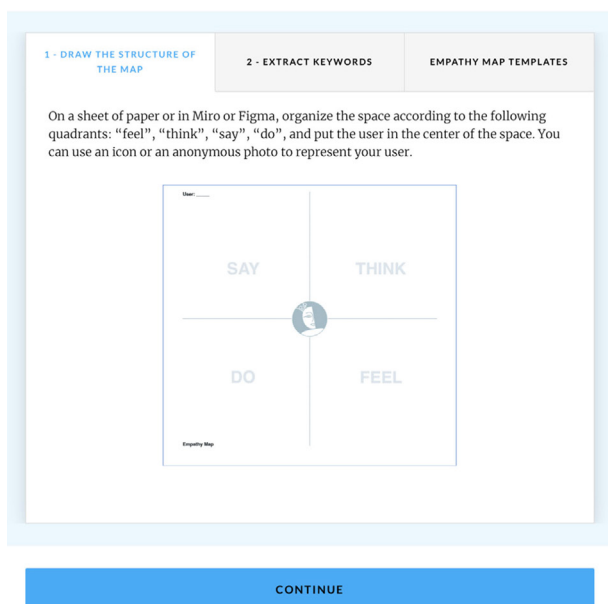 1 - DRAW THE STRUCTURE OF
THE MAP
2 - EXTRACT KEYWORDS
EMPATHY MAP TEMPLATES
On a sheet of paper or in Miro or Figma, organize the space according to the following
quadrants: “feel”, “think”, “say”, “do”, and put the user in the center of the space. You
can use an icon or an anonymous photo to represent your user.
User: _____
SAY
THINK
DO
FEEL
Empathy Map
CONTINUE